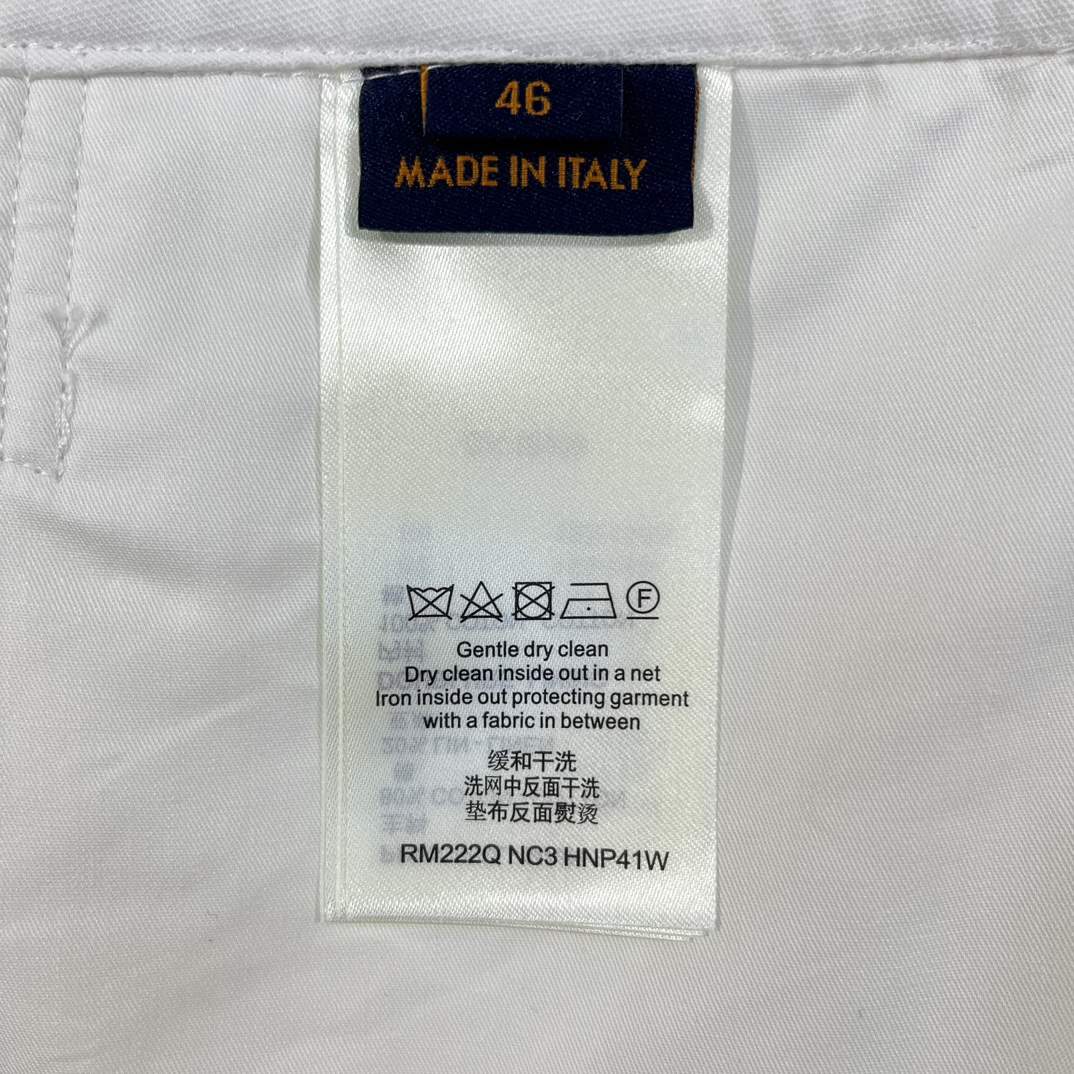 46
MADE IN ITALY
F
Gentle dry clean
Dry clean inside out in a net
Iron inside out protecting garment
with a fabric in between
缓和干洗
洗网中反面干洗
垫布反面熨烫
RM222Q NC3 HNP41W